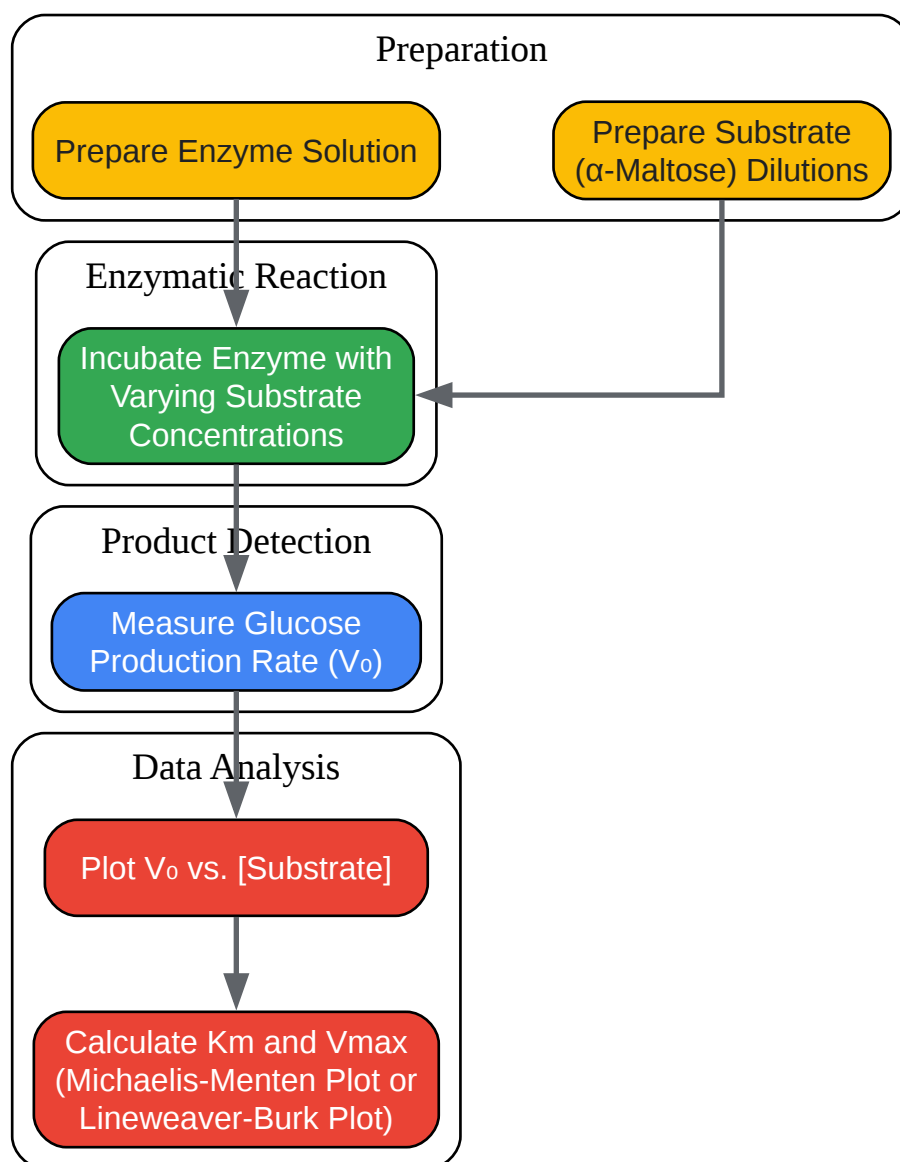 Preparation
Prepare Enzyme Solution
Prepare Substrate
(α-Maltose) Dilutions
Enzymatic Reaction
Incubate Enzyme with
Varying Substrate
Concentrations
Product Detection
Measure Glucose
Production Rate (V₀)
Data Analysis
Plot V₀ vs. [Substrate]
Calculate Km and Vmax
(Michaelis-Menten Plot or
Lineweaver-Burk Plot)